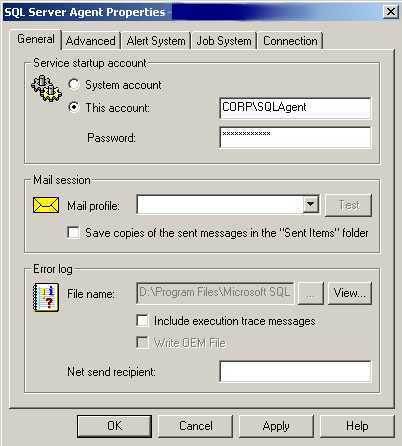 SQL Server Agent Properties -
General Advanced Alert System Job System Connection
Service startup account
System account
This account: CORP\SQLAgent
Password: ************
Mail session
Mail profile: Test
Save copies of the sent messages in the "Sent Items" folder
Error log
File name: D:\Program Files\Microsoft SQL ... View...
Include execution trace messages
Write OEM File
Net send recipient:
OK Cancel Apply Help